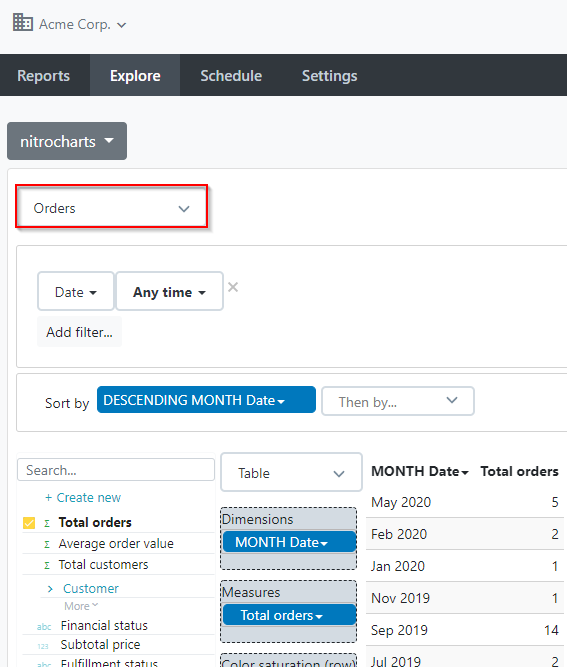 Acme Corp.
Reports Explore Schedule Settings
nitrocharts
Orders
Date Any time ×
Add filter...
Sort by DESCENDING MONTH Date Then by...
Search...
+ Create new
Σ Total orders
Σ Average order value
Σ Total customers
> Customer
More
abc Financial status
123 Subtotal price
abc Fulfillment status
Table
Dimensions
MONTH Date
Measures
Total orders
Color saturation (row)
MONTH Date Total orders
May 2020 5
Feb 2020 2
Jan 2020 1
Nov 2019 1
Sep 2019 14
Jul 2019 2